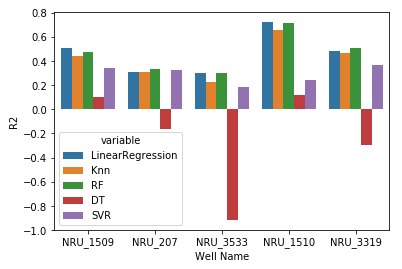 0.8
0.6
0.4
0.2
0.0
−0.2
−0.4
−0.6
−0.8
−1.0
R2
variable
LinearRegression
Knn
RF
DT
SVR
NRU_1509 NRU_207 NRU_3533 NRU_1510 NRU_3319
Well Name